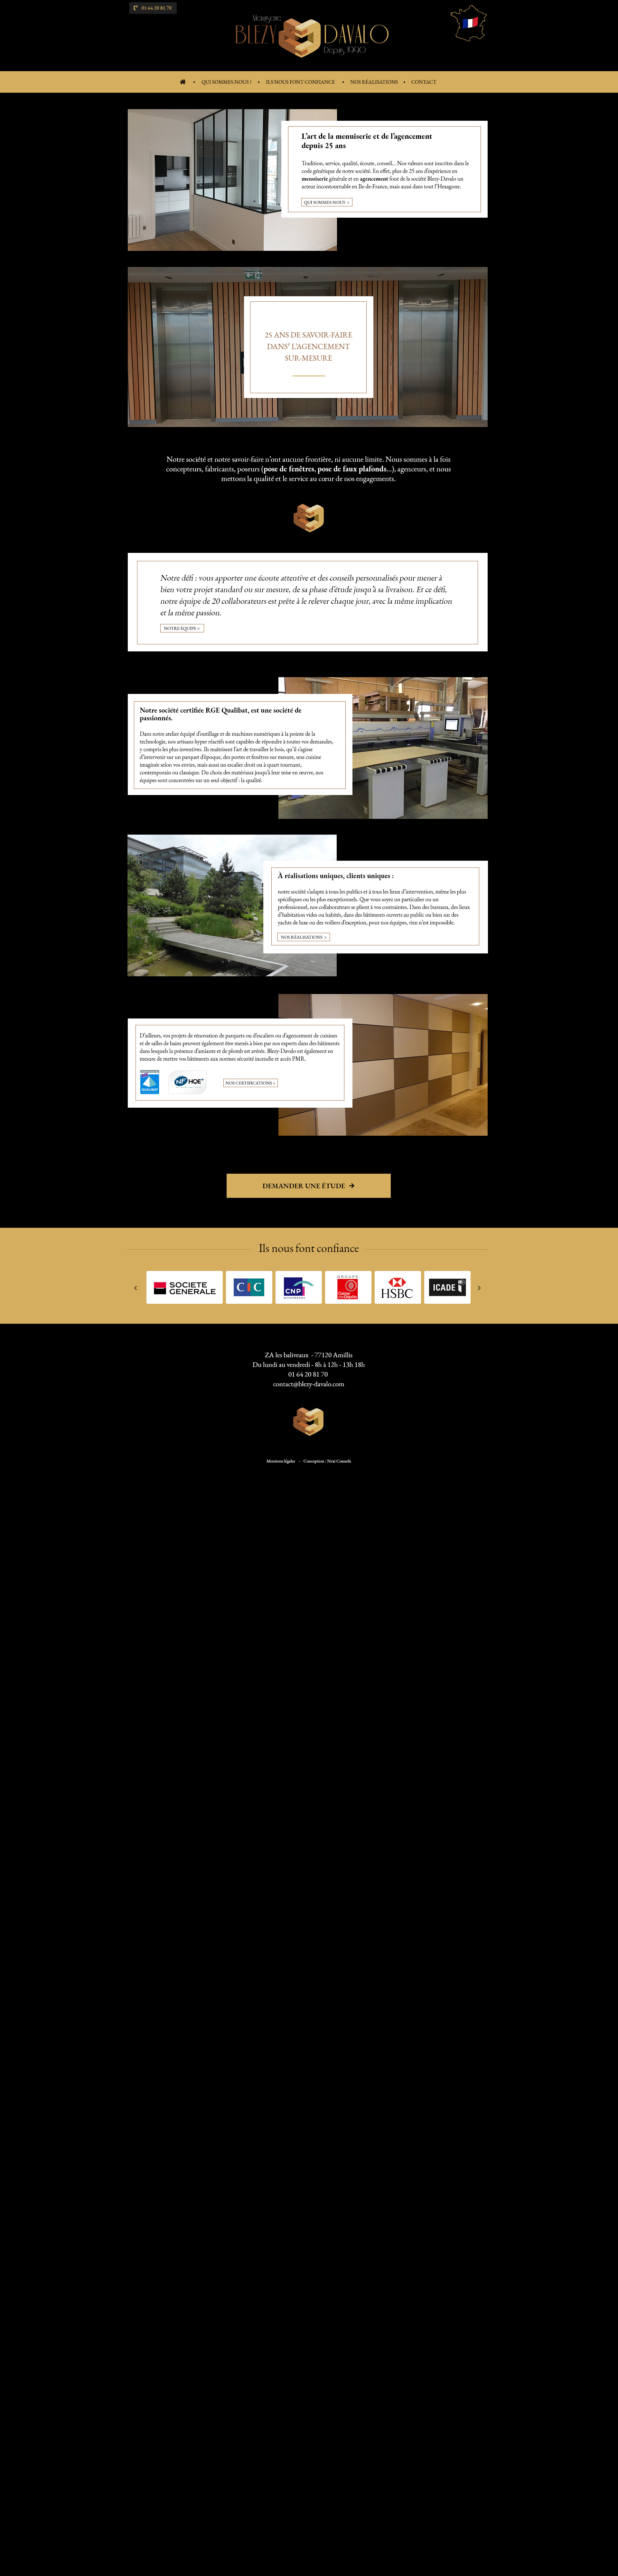 01 64 20 81 70
Menuiserie
BLEZY DAVALO
Depuis 1990
QUI SOMMES-NOUS ? • ILS NOUS FONT CONFIANCE • NOS RÉALISATIONS • CONTACT
L'art de la menuiserie et de l'agencement
depuis 25 ans
Tradition, service, qualité, écoute, conseil... Nos valeurs sont inscrites dans le
code génétique de notre société. En effet, plus de 25 ans d'expérience en
menuiserie générale et en agencement font de la société Blezy-Davalo un
acteur incontournable en Ile-de-France, mais aussi dans tout l'Hexagone.
QUI SOMMES-NOUS >
25 ANS DE SAVOIR-FAIRE
DANS² L'AGENCEMENT
SUR-MESURE
Notre société et notre savoir-faire n'ont aucune frontière, ni aucune limite. Nous sommes à la fois
concepteurs, fabricants, poseurs (pose de fenêtres, pose de faux plafonds...), agenceurs, et nous
mettons la qualité et le service au cœur de nos engagements.
Notre défi : vous apporter une écoute attentive et des conseils personnalisés pour mener à
bien votre projet standard ou sur mesure, de sa phase d'étude jusqu'à sa livraison. Et ce défi,
notre équipe de 20 collaborateurs est prête à le relever chaque jour, avec la même implication
et la même passion.
NOTRE ÉQUIPE >
Notre société certifiée RGE Qualibat, est une société de
passionnés.
Dans notre atelier équipé d'outillage et de machines numériques à la pointe de la
technologie, nos artisans hyper réactifs sont capables de répondre à toutes vos demandes,
y compris les plus inventives. Ils maîtrisent l'art de travailler le bois, qu'il s'agisse
d'intervenir sur un parquet d'époque, des portes et fenêtres sur mesure, une cuisine
imaginée selon vos envies, mais aussi un escalier droit ou à quart tournant,
contemporain ou classique. Du choix des matériaux jusqu'à leur mise en œuvre, nos
équipes sont concentrées sur un seul objectif : la qualité.
À réalisations uniques, clients uniques :
notre société s'adapte à tous les publics et à tous les lieux d'intervention, même les plus
spécifiques ou les plus exceptionnels. Que vous soyez un particulier ou un
professionnel, nos collaborateurs se plient à vos contraintes. Dans des bureaux, des lieux
d'habitation vides ou habités, dans des bâtiments ouverts au public ou bien sur des
yachts de luxe ou des voiliers d'exception, pour nos équipes, rien n'est impossible.
NOS RÉALISATIONS >
D'ailleurs, vos projets de rénovation de parquets ou d'escaliers ou d'agencement de cuisines
et de salles de bains peuvent également être menés à bien par nos experts dans des bâtiments
dans lesquels la présence d'amiante et de plomb est avérée. Blezy-Davalo est également en
mesure de mettre vos bâtiments aux normes sécurité incendie et accès PMR.
QUALIBAT
NF HQE
NOS CERTIFICATIONS >
DEMANDER UNE ÉTUDE →
Ils nous font confiance
SOCIETE
GENERALE
CIC
CNP
GROUPE
Caisse
des Dépôts
HSBC
ICADE
ZA les baliveaux - 77120 Amillis
Du lundi au vendredi - 8h à 12h - 13h 18h
01 64 20 81 70
contact@blezy-davalo.com
Mentions légales - Conception : Nexi Conseils